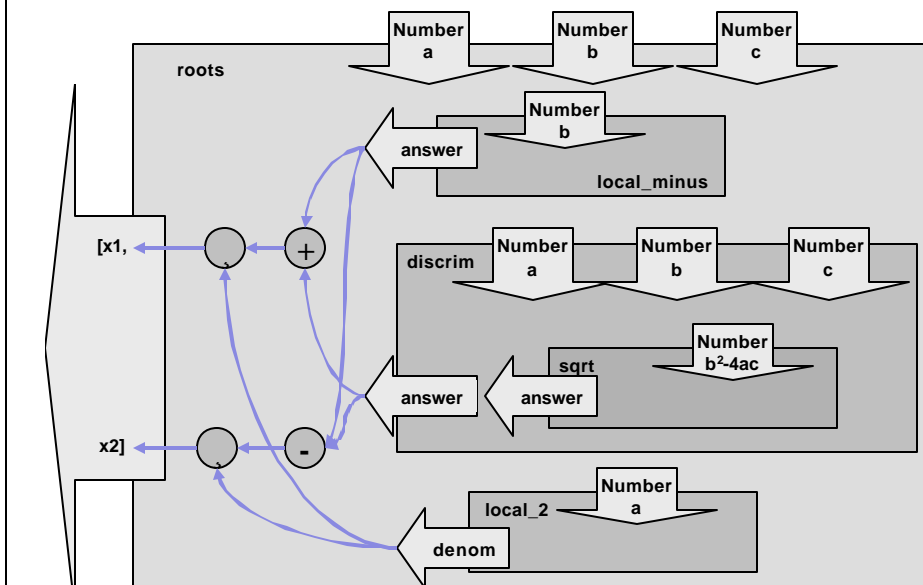 Number
a
Number
b
Number
c
roots
Number
b
answer
local_minus
[x1,
+
discrim
Number
a
Number
b
Number
c
Number
b²-4ac
sqrt
answer
answer
x2]
-
Number
a
local_2
denom